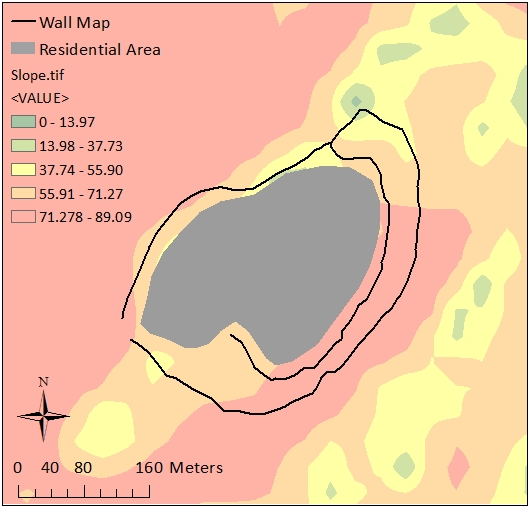 Wall Map
Residential Area
Slope.tif
<VALUE>
0 - 13.97
13.98 - 37.73
37.74 - 55.90
55.91 - 71.27
71.278 - 89.09
N
0 40 80 160 Meters